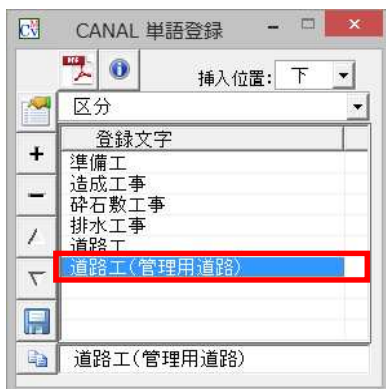 CANAL 単語登録
挿入位置: 下
区分
登録文字
準備工
造成工事
砕石敷工事
排水工事
道路工
道路工(管理用道路)
道路工(管理用道路)